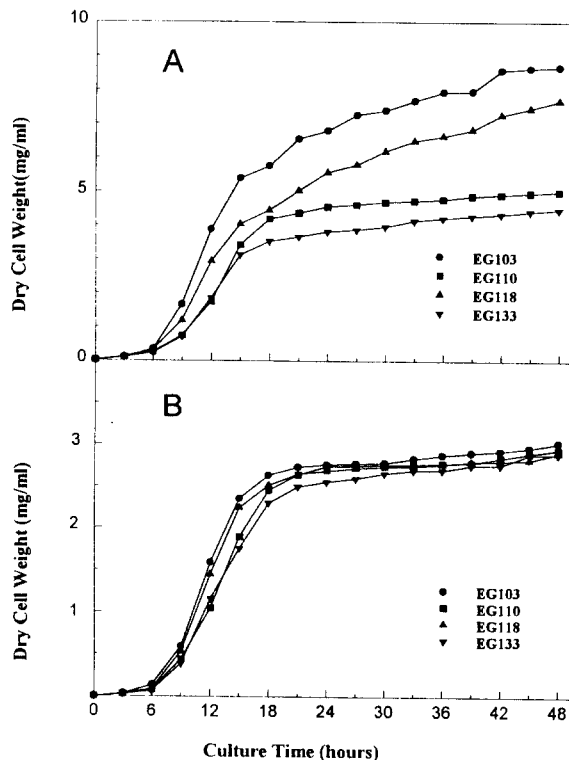 10
A
5
0
Dry Cell Weight(mg/ml)
EG103
EG110
EG118
EG133
B
3
2
1
Dry Cell Weight (mg/ml)
EG103
EG110
EG118
EG133
0 6 12 18 24 30 36 42 48
Culture Time (hours)